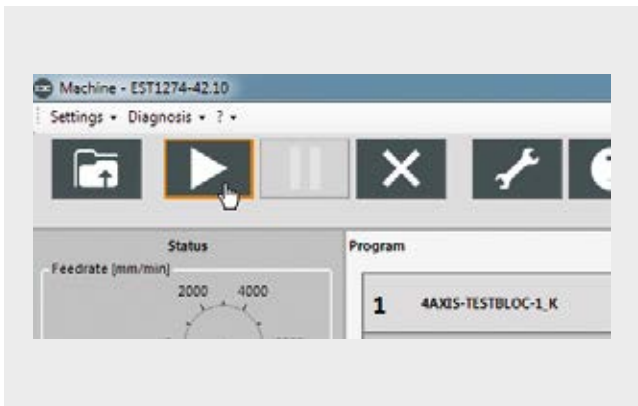 Machine - EST1274-42.10
Settings Diagnosis ?
Status
Program
Feedrate [mm/min]
2000 4000
1 4AXIS-TESTBLOC-1_K